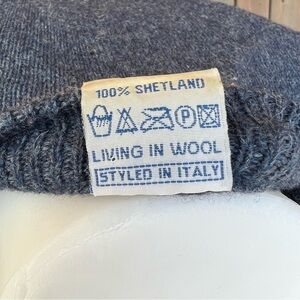 100% SHETLAND
P
LIVING IN WOOL
STYLED IN ITALY